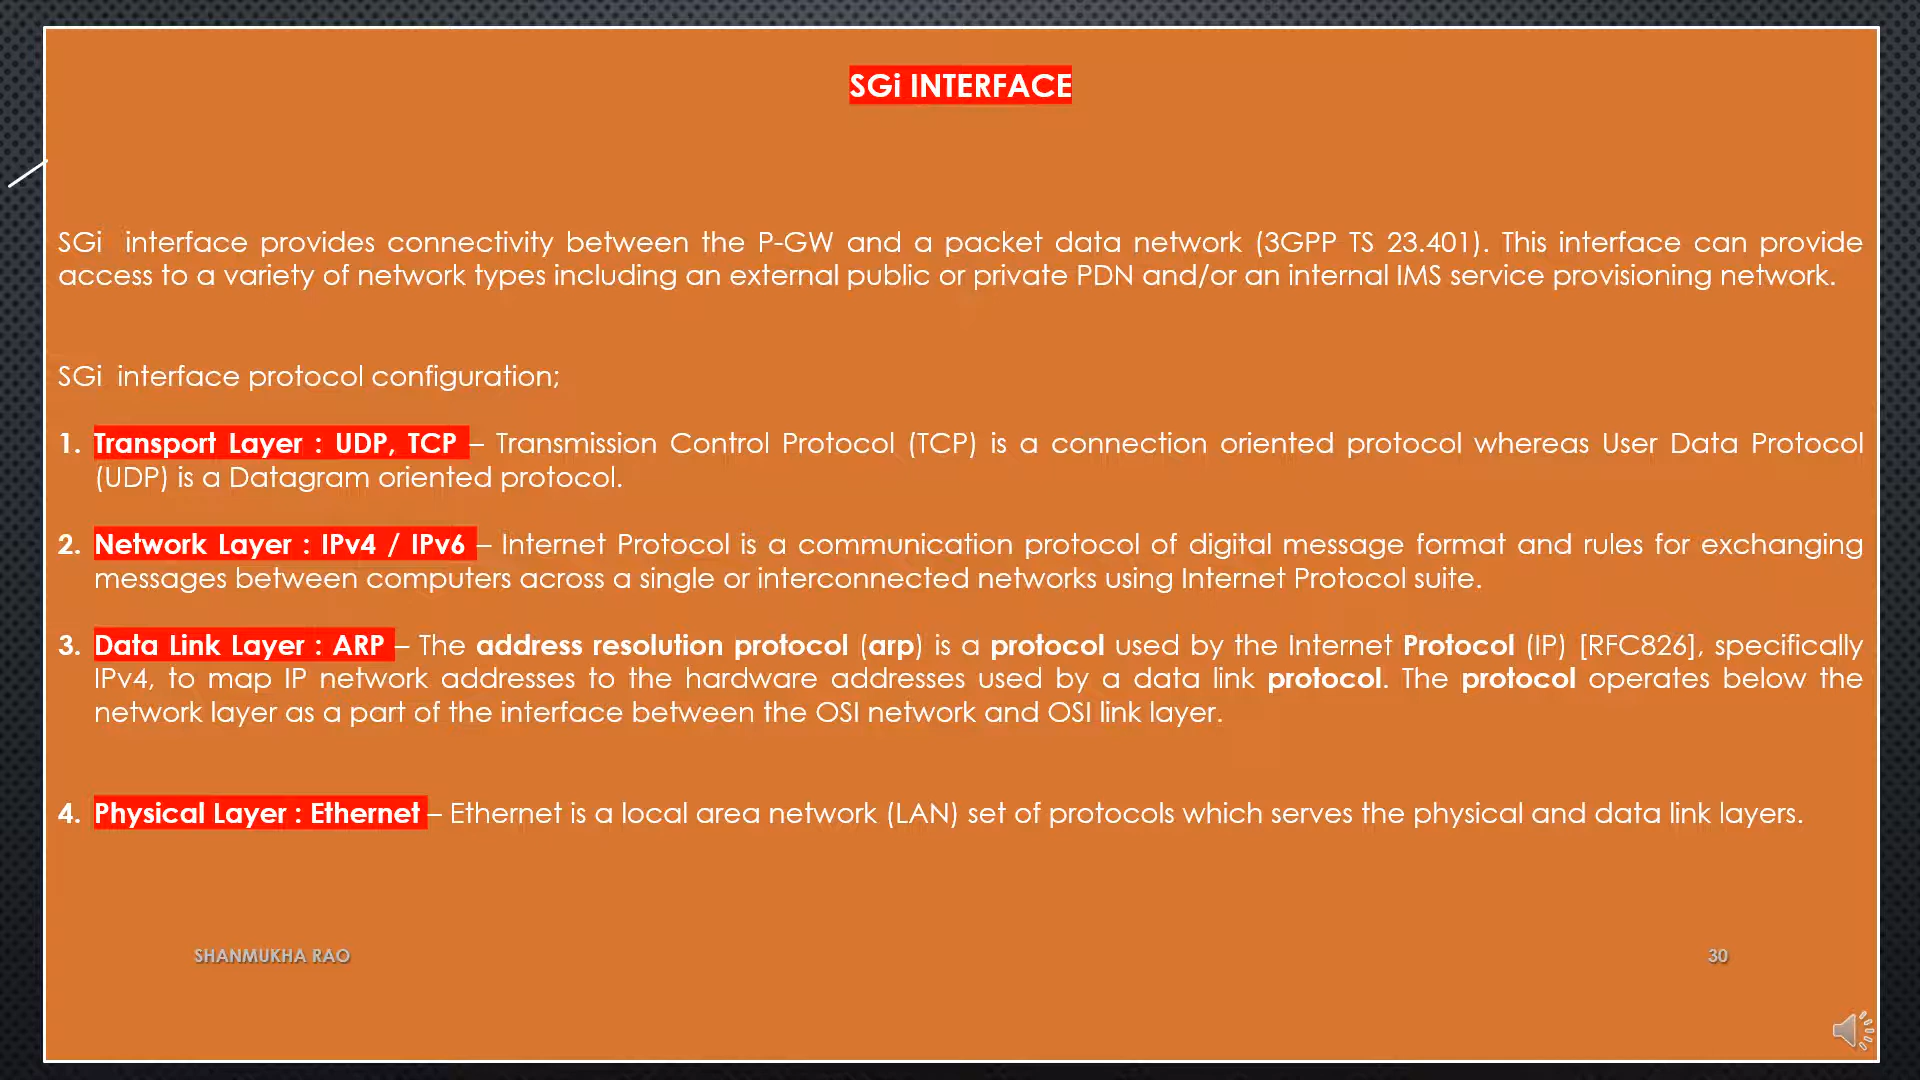 SGi INTERFACE
SGi interface provides connectivity between the P-GW and a packet data network (3GPP TS 23.401). This interface can provide
access to a variety of network types including an external public or private PDN and/or an internal IMS service provisioning network.
SGi interface protocol configuration;
1. Transport Layer : UDP, TCP – Transmission Control Protocol (TCP) is a connection oriented protocol whereas User Data Protocol
(UDP) is a Datagram oriented protocol.
2. Network Layer : IPv4 / IPv6 – Internet Protocol is a communication protocol of digital message format and rules for exchanging
messages between computers across a single or interconnected networks using Internet Protocol suite.
3. Data Link Layer : ARP – The address resolution protocol (arp) is a protocol used by the Internet Protocol (IP) [RFC826], specifically
IPv4, to map IP network addresses to the hardware addresses used by a data link protocol. The protocol operates below the
network layer as a part of the interface between the OSI network and OSI link layer.
4. Physical Layer : Ethernet – Ethernet is a local area network (LAN) set of protocols which serves the physical and data link layers.
SHANMUKHA RAO
30